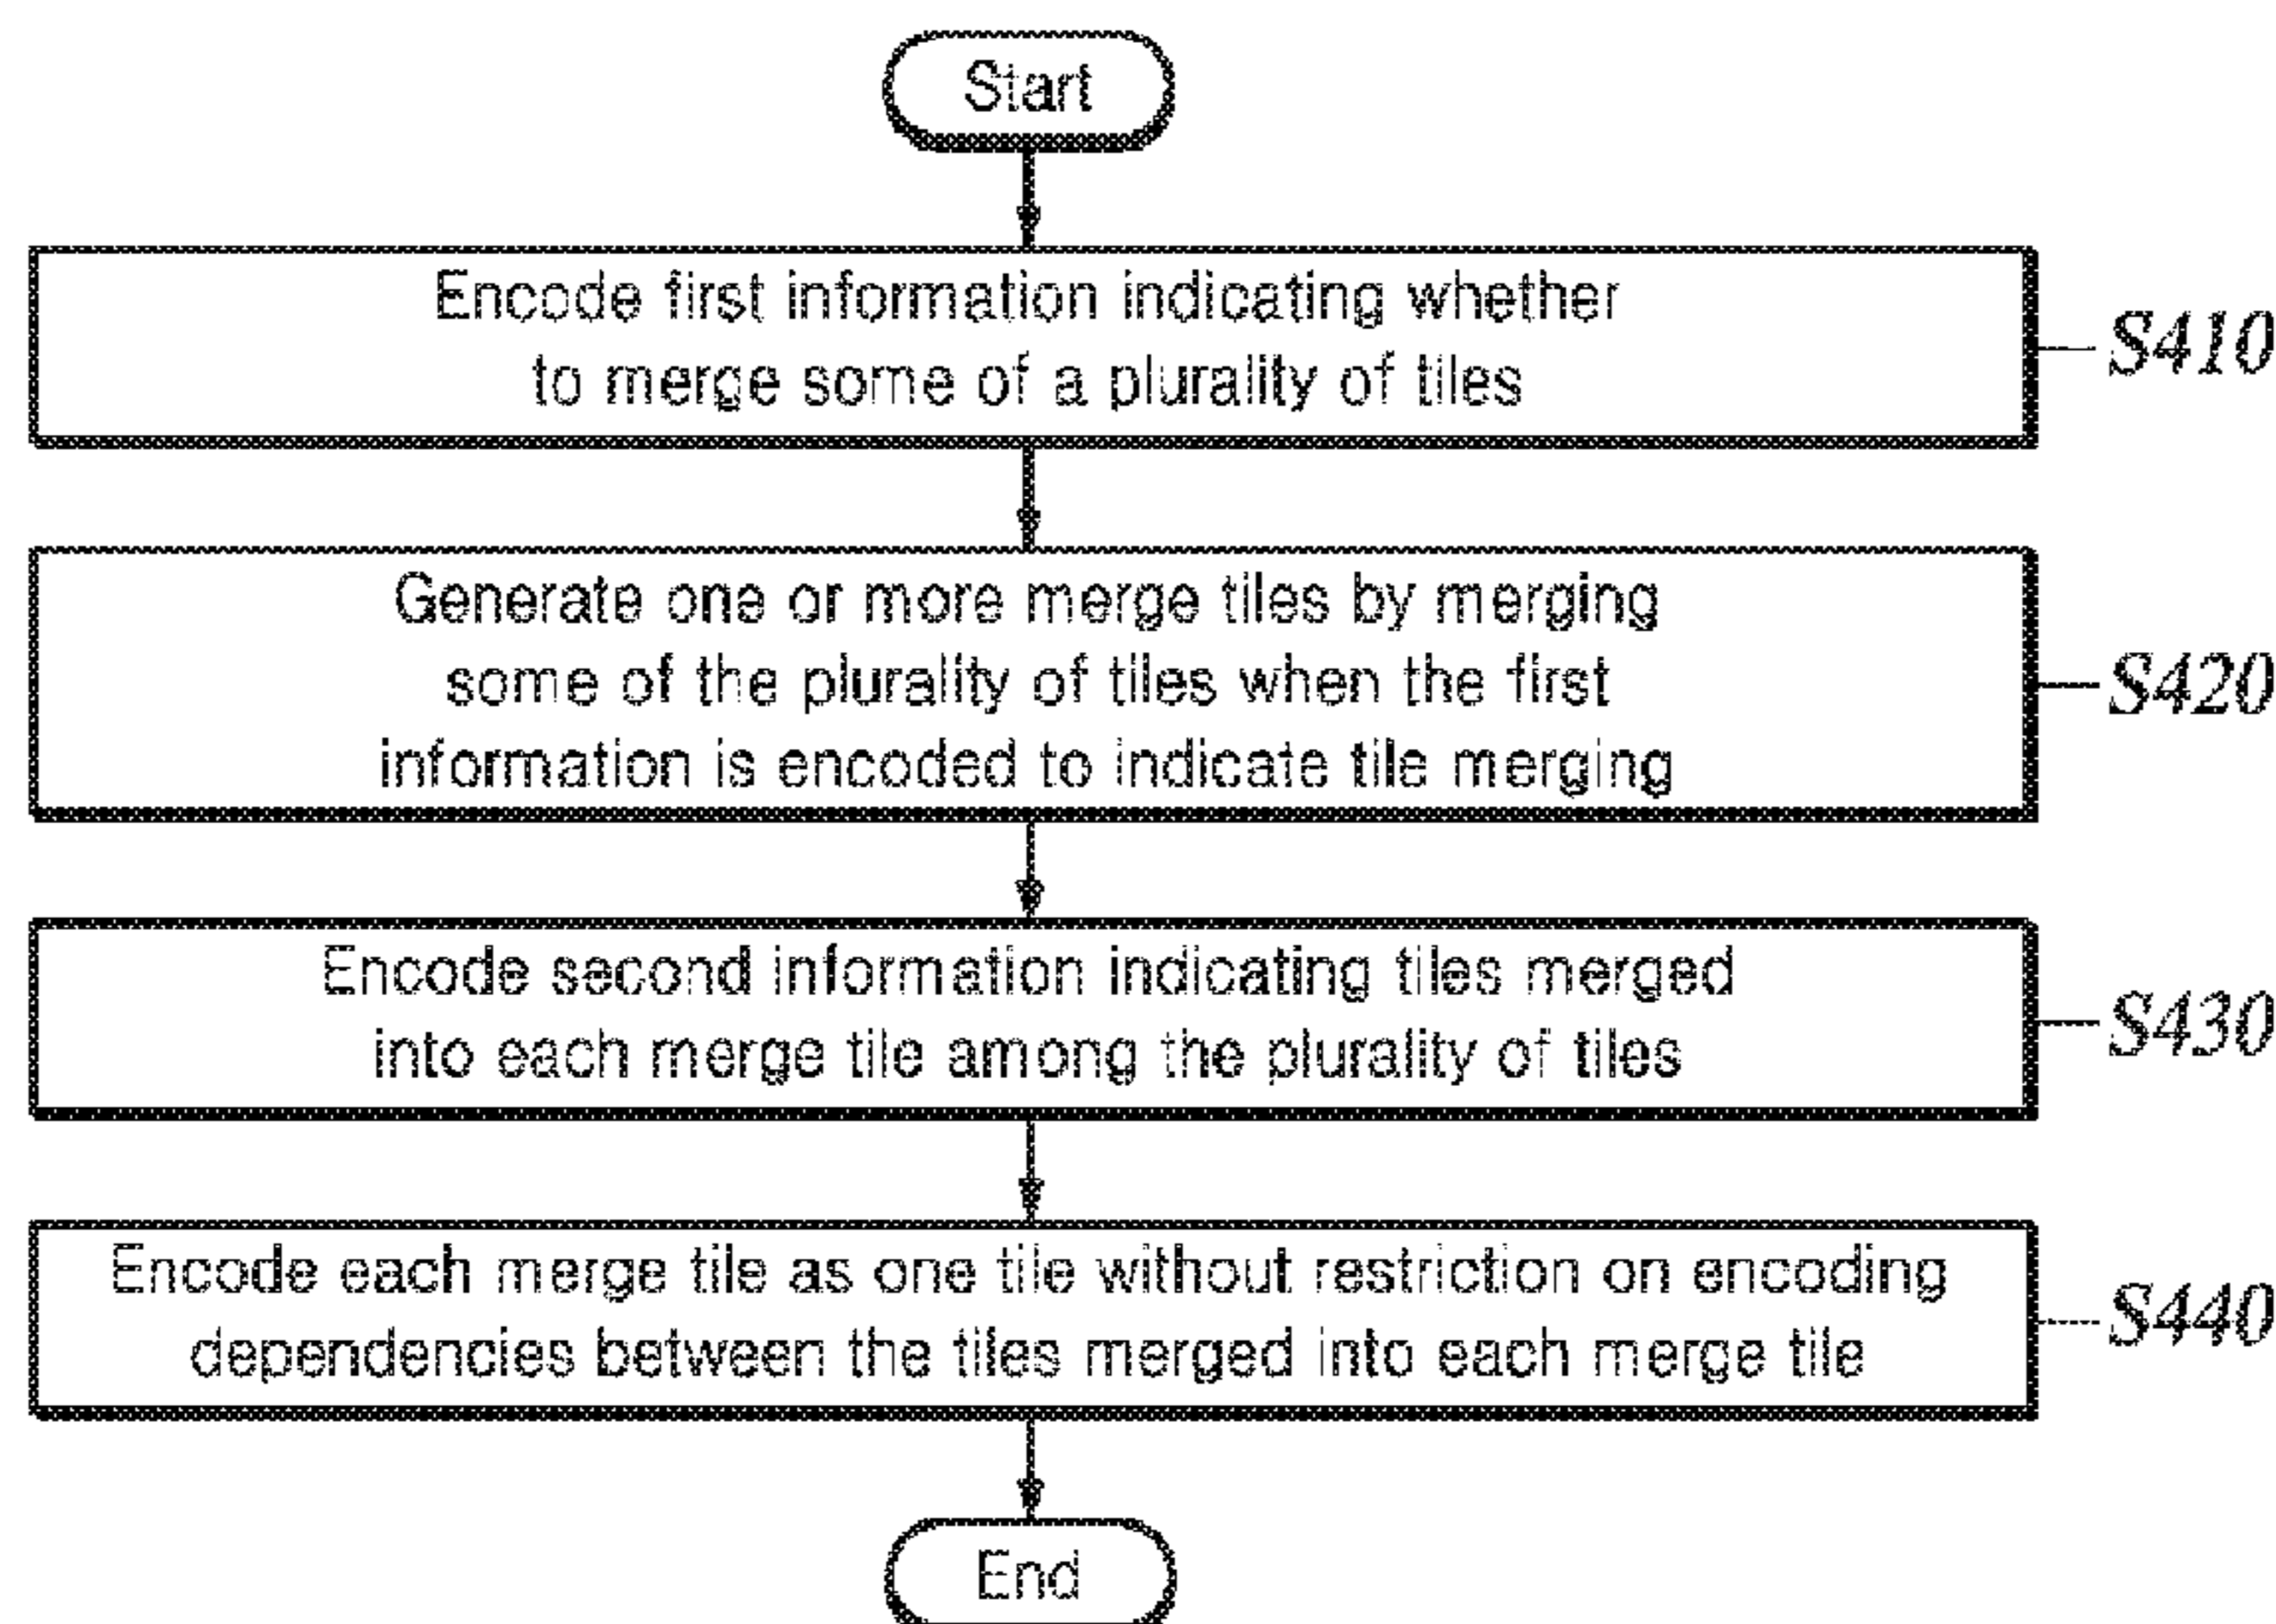 Start
Encode first information indicating whether
to merge some of a plurality of tiles
S410
Generate one or more merge tiles by merging
some of the plurality of tiles when the first
information is encoded to indicate tile merging
S420
Encode second information indicating tiles merged
into each merge tile among the plurality of tiles
S430
Encode each merge tile as one tile without restriction on encoding
dependencies between the tiles merged into each merge tile
S440
End